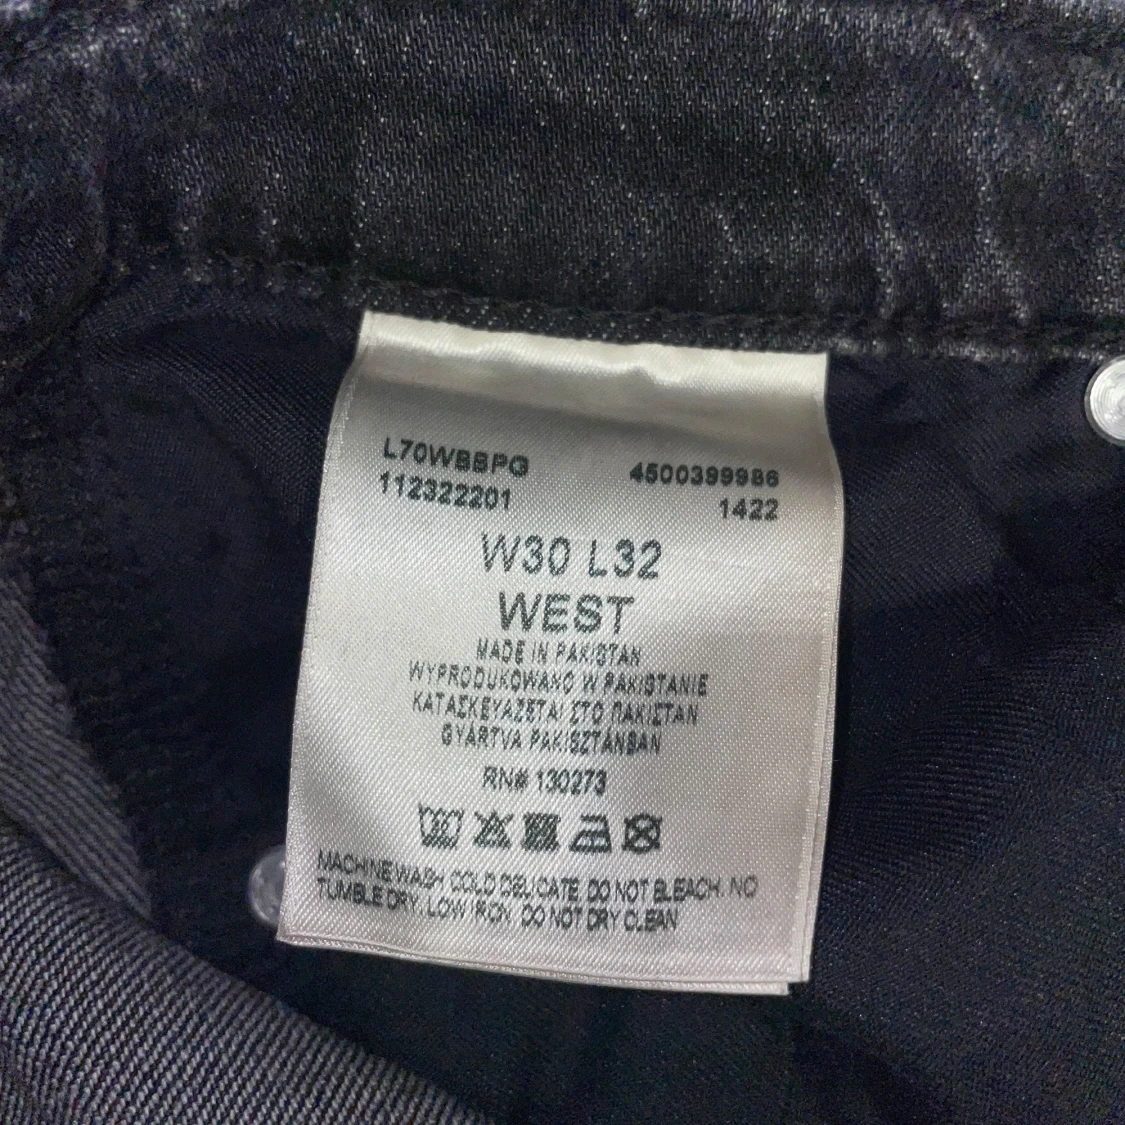 L70WBBPG 4500399986
112322201 1422
W30 L32
WEST
MADE IN PAKISTAN
WYPRODUKOWANO W PAKISTANIE
ΚΑΤΑΣΚΕΥΑΖΕΤΑΙ ΣΤΟ ΠΑΚΙΣΤΑΝ
GYÁRTVA PAKISZTÁNBAN
RN# 130273
MACHINE WASH COLD DELICATE. DO NOT BLEACH. NO
TUMBLE DRY. LOW IRON. DO NOT DRY CLEAN